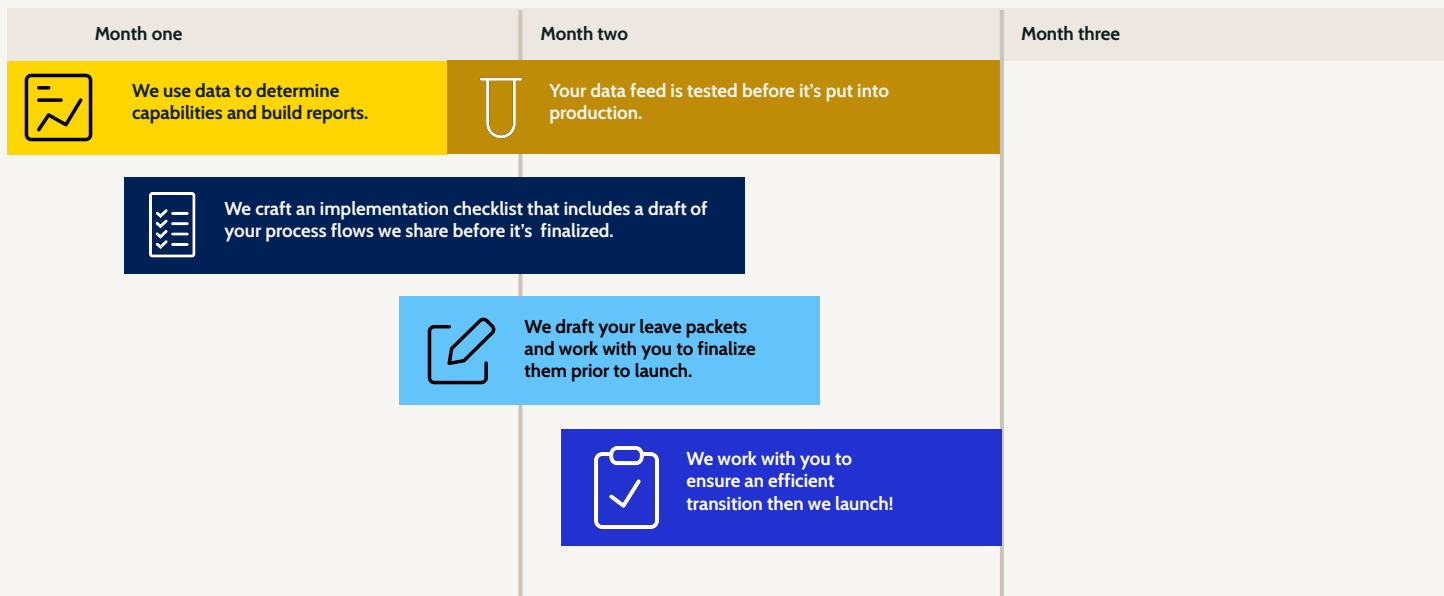 Month one
Month two
Month three
We use data to determine
capabilities and build reports.
Your data feed is tested before it's put into
production.
We craft an implementation checklist that includes a draft of
your process flows we share before it's  finalized.
We draft your leave packets
and work with you to finalize
them prior to launch.
We work with you to
ensure an efficient
transition then we launch!